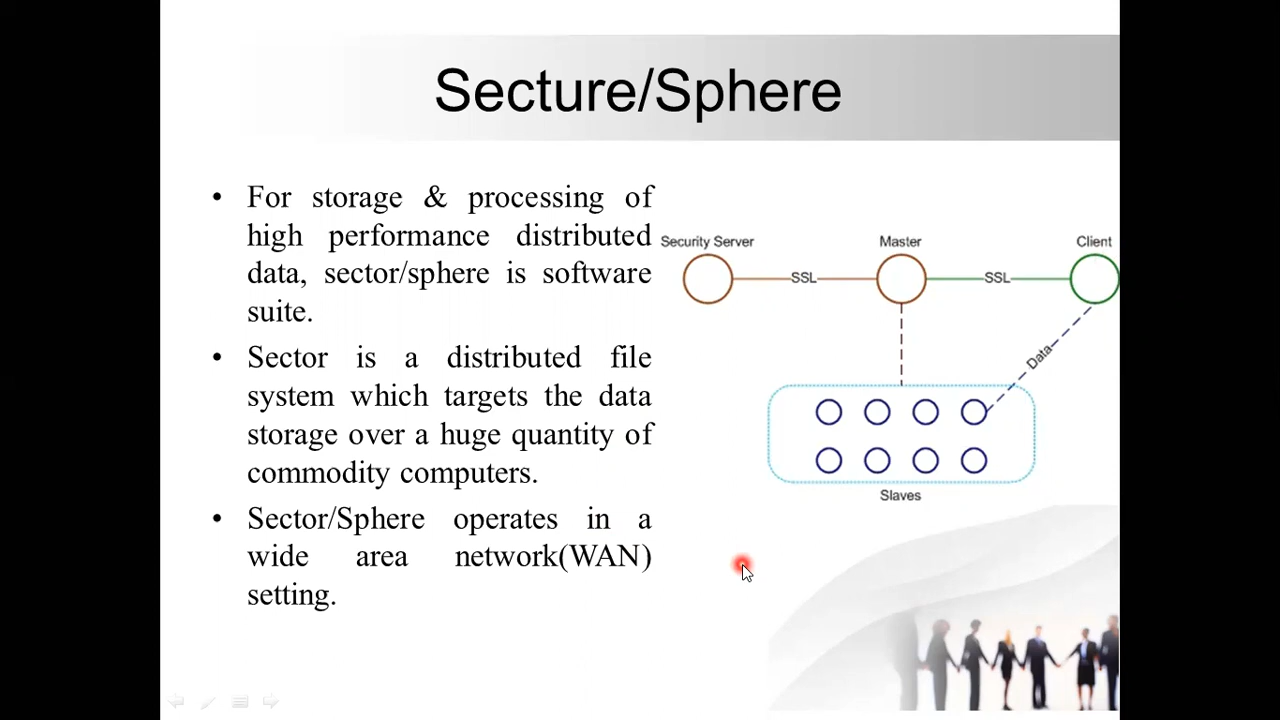 Secture/Sphere
• For storage & processing of
high performance distributed
data, sector/sphere is software
suite.
• Sector is a distributed file
system which targets the data
storage over a huge quantity of
commodity computers.
• Sector/Sphere operates in a
wide area network(WAN)
setting.
Security Server
Master
Client
SSL
SSL
Data
Slaves